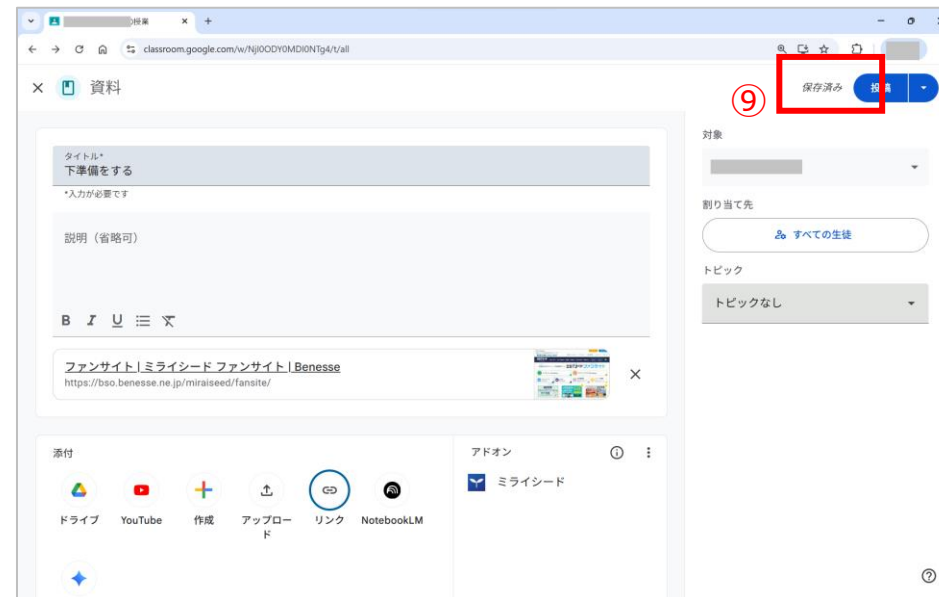 の授業
classroom.google.com/w/NjI0ODY0MDI0NTg4/t/all
資料
保存済み
⑨
タイトル*
下準備をする
*入力が必要です
説明（省略可）
B I U
ファンサイト | ミライシード ファンサイト | Benesse
https://bso.benesse.ne.jp/miraiseed/fansite/
対象
割り当て先
すべての生徒
トピック
トピックなし
添付
ドライブ
YouTube
作成
アップロー
ド
リンク
NotebookLM
アドオン
ミライシード